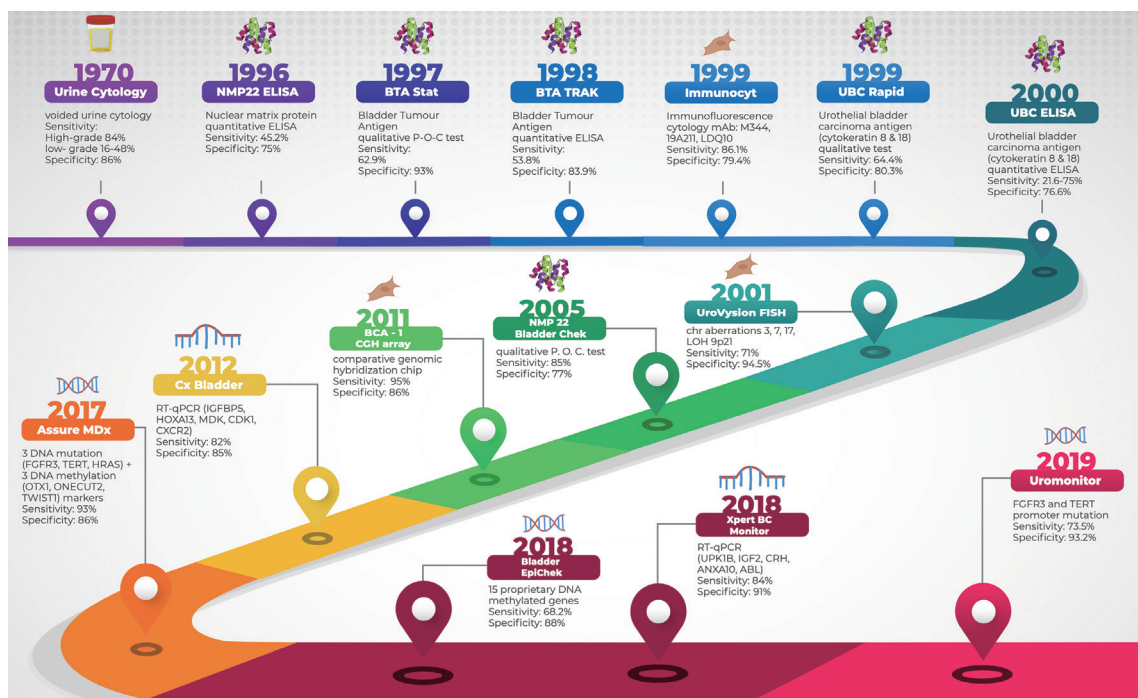 1970
Urine Cytology
voided urine cytology
Sensitivity:
High-grade 84%
low- grade 16-48%
Specificity: 86%
1996
NMP22 ELISA
Nuclear matrix protein
quantitative ELISA
Sensitivity: 45.2%
Specificity: 75%
1997
BTA Stat
Bladder Tumour
Antigen
qualitative P-O-C test
Sensitivity:
62.9%
Specificity: 93%
1998
BTA TRAK
Bladder Tumour
Antigen
quantitative ELISA
Sensitivity:
53.8%
Specificity: 83.9%
1999
Immunocyt
Immunofluorescence
cytology mAb: M344,
19A211, LDQ10
Sensitivity: 86.1%
Specificity: 79.4%
1999
UBC Rapid
Urothelial bladder
carcinoma antigen
(cytokeratin 8 & 18)
qualitative test
Sensitivity: 64.4%
Specificity: 80.3%
2000
UBC ELISA
Urothelial bladder
carcinoma antigen
(cytokeratin 8 & 18)
quantitative ELISA
Sensitivity: 21.6-75%
Specificity: 76.6%
2001
UroVysion FISH
chr aberrations 3, 7, 17,
LOH 9p21
Sensitivity: 71%
Specificity: 94.5%
2005
NMP 22
Bladder Chek
qualitative P. O. C. test
Sensitivity: 85%
Specificity: 77%
2011
BCA - 1
CGH array
comparative genomic
hybridization chip
Sensitivity: 95%
Specificity: 86%
2012
Cx Bladder
RT-qPCR (IGFBP5,
HOXA13, MDK, CDK1,
CXCR2)
Sensitivity: 82%
Specificity: 85%
2017
Assure MDx
3 DNA mutation
(FGFR3, TERT, HRAS) +
3 DNA methylation
(OTX1, ONECUT2,
TWIST1) markers
Sensitivity: 93%
Specificity: 86%
2018
Bladder
EpiChek
15 proprietary DNA
methylated genes
Sensitivity: 68.2%
Specificity: 88%
2018
Xpert BC
Monitor
RT-qPCR
(UPK1B, IGF2, CRH,
ANXA10, ABL)
Sensitivity: 84%
Specificity: 91%
2019
Uromonitor
FGFR3 and TERT
promoter mutation
Sensitivity: 73.5%
Specificity: 93.2%